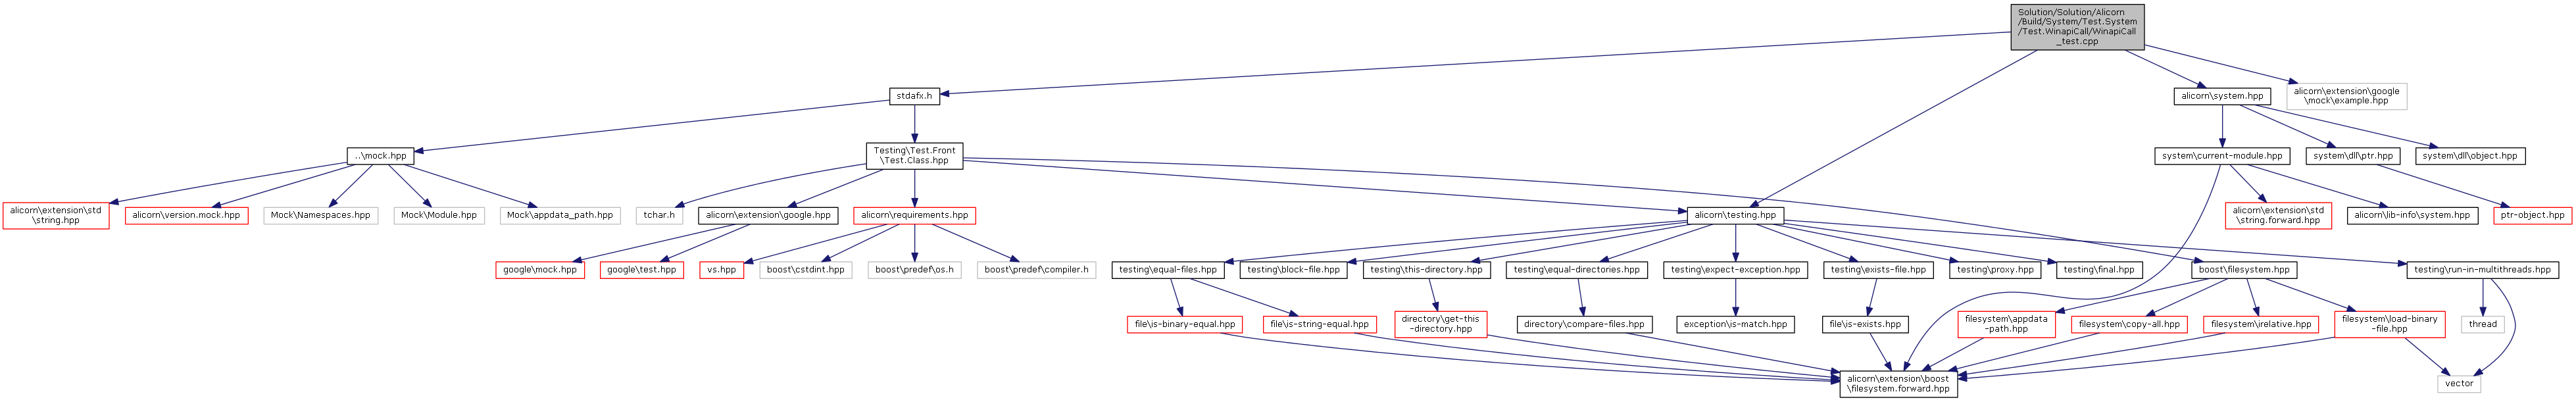 Solution/Solution/Alicorn
/Build/System/Test.System
/Test.WinapiCall/WinapiCall
_test.cpp
stdafx.h
alicorn\system.hpp
alicorn\extension\google
\mock\example.hpp
..\mock.hpp
Testing\Test.Front
\Test.Class.hpp
system\current-module.hpp
system\dll\ptr.hpp
system\dll\object.hpp
alicorn\extension\std
\string.hpp
alicorn\version.mock.hpp
Mock\Namespaces.hpp
Mock\Module.hpp
Mock\appdata_path.hpp
tchar.h
alicorn\extension\google.hpp
alicorn\requirements.hpp
alicorn\testing.hpp
alicorn\extension\std
\string.forward.hpp
alicorn\lib-info\system.hpp
ptr-object.hpp
google\mock.hpp
google\test.hpp
vs.hpp
boost\cstdint.hpp
boost\predef\os.h
boost\predef\compiler.h
testing\equal-files.hpp
testing\block-file.hpp
testing\this-directory.hpp
testing\equal-directories.hpp
testing\expect-exception.hpp
testing\exists-file.hpp
testing\proxy.hpp
testing\final.hpp
boost\filesystem.hpp
testing\run-in-multithreads.hpp
file\is-binary-equal.hpp
file\is-string-equal.hpp
directory\get-this
-directory.hpp
directory\compare-files.hpp
exception\is-match.hpp
file\is-exists.hpp
filesystem\appdata
-path.hpp
filesystem\copy-all.hpp
filesystem\irelative.hpp
filesystem\load-binary
-file.hpp
thread
alicorn\extension\boost
\filesystem.forward.hpp
vector